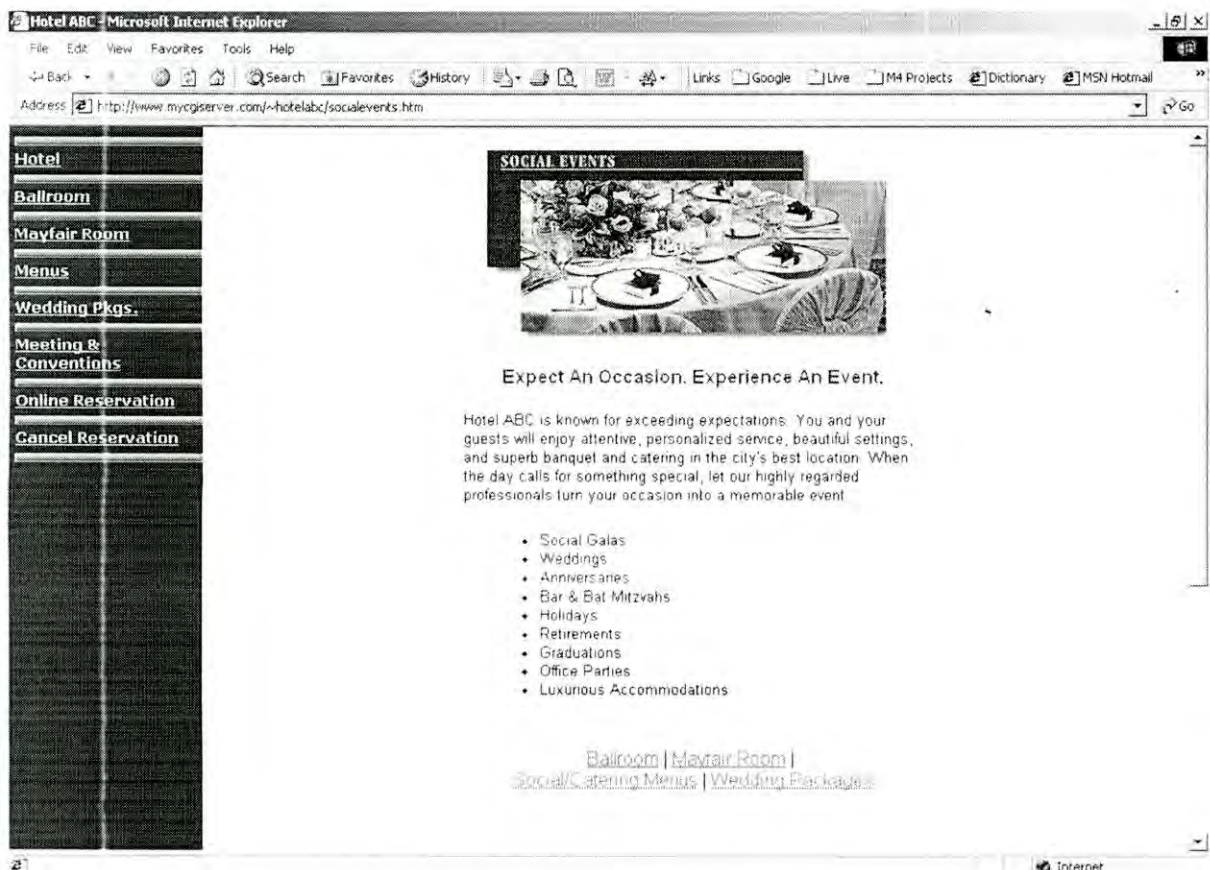 Hotel ABC - Microsoft Internet Explorer
File Edit View Favorites Tools Help
Back Search Favorites History Links Google Live M4 Projects Dictionary MSN Hotmail »
Address http://www.mycgiserver.com/~hotelabc/socialevents.htm Go
Hotel
Ballroom
Mayfair Room
Menus
Wedding Pkgs.
Meeting &
Conventions
Online Reservation
Cancel Reservation
SOCIAL EVENTS
Expect An Occasion. Experience An Event.
Hotel ABC is known for exceeding expectations. You and your
guests will enjoy attentive, personalized service, beautiful settings,
and superb banquet and catering in the city's best location. When
the day calls for something special, let our highly regarded
professionals turn your occasion into a memorable event
• Social Galas
• Weddings
• Anniversaries
• Bar & Bat Mitzvahs
• Holidays
• Retirements
• Graduations
• Office Parties
• Luxurious Accommodations
Ballroom | Mayfair Room |
Social/Catering Menus | Wedding Packages
Internet